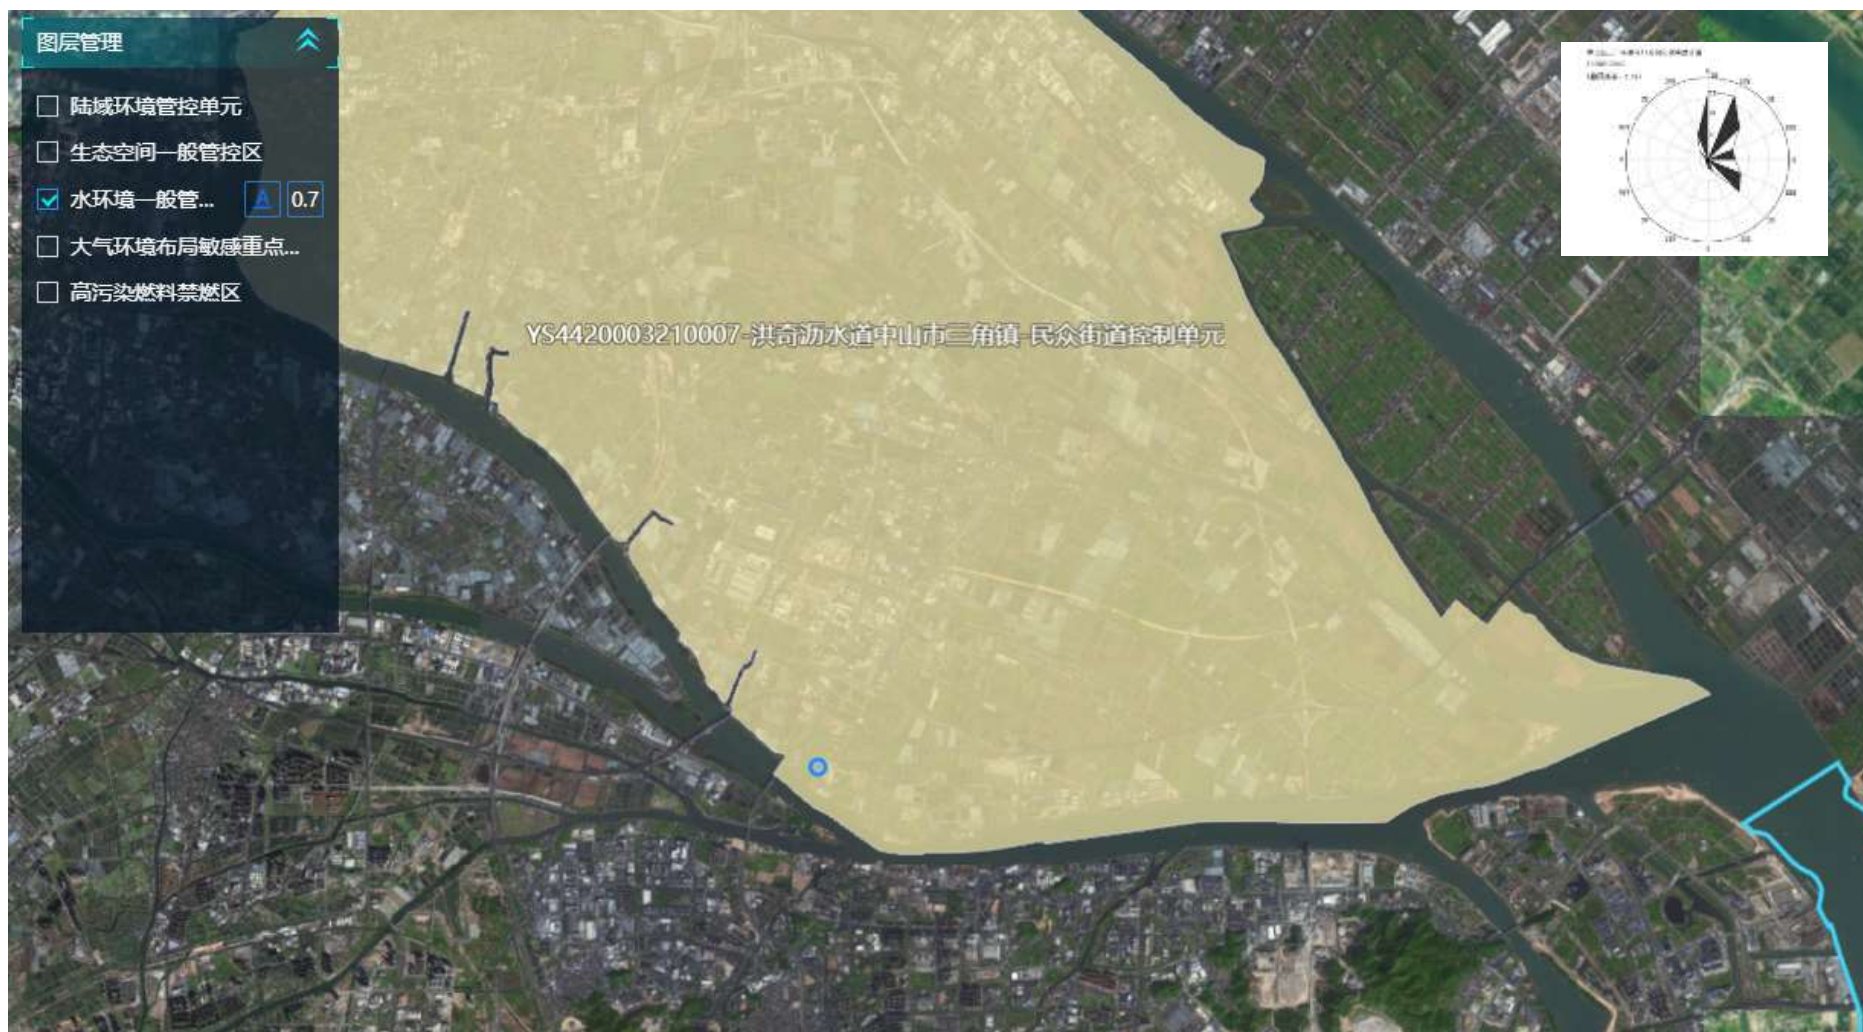 图层管理
陆域环境管控单元
生态空间一般管控区
水环境一般管... A 0.7
大气环境布局敏感重点...
高污染燃料禁燃区
YS4420003210007-洪奇沥水道中山市三角镇-民众街道控制单元